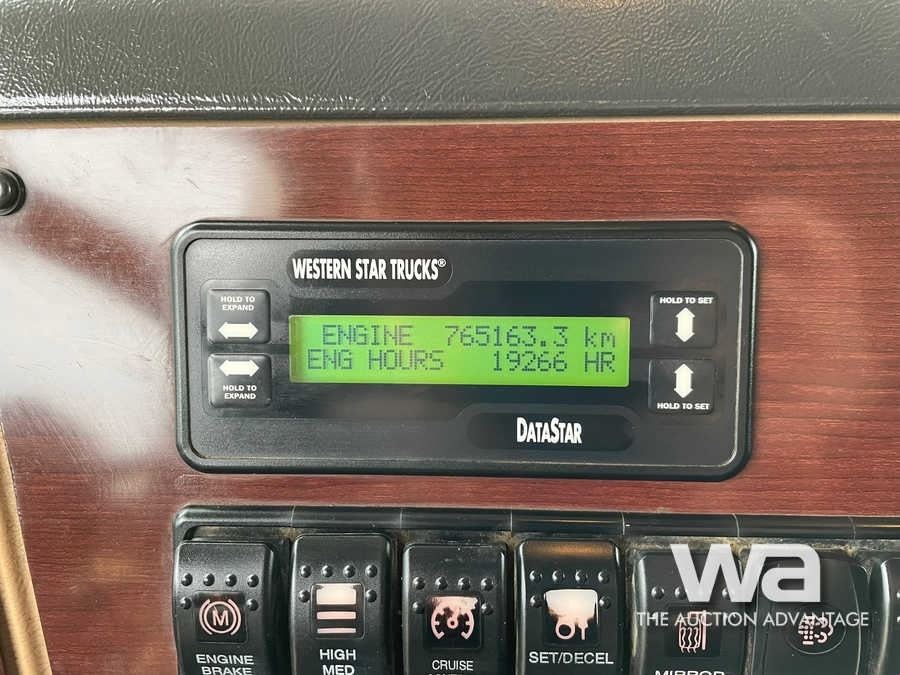 WESTERN STAR TRUCKS®
HOLD TO
EXPAND
HOLD TO SET
ENGINE 765163.3 km
ENG HOURS 19266 HR
HOLD TO
EXPAND
HOLD TO SET
DATASTAR
wa
THE AUCTION ADVANTAGE
M
ENGINE
BRAKE
HIGH
MED
CRUISE
SET/DECEL
MIRROR